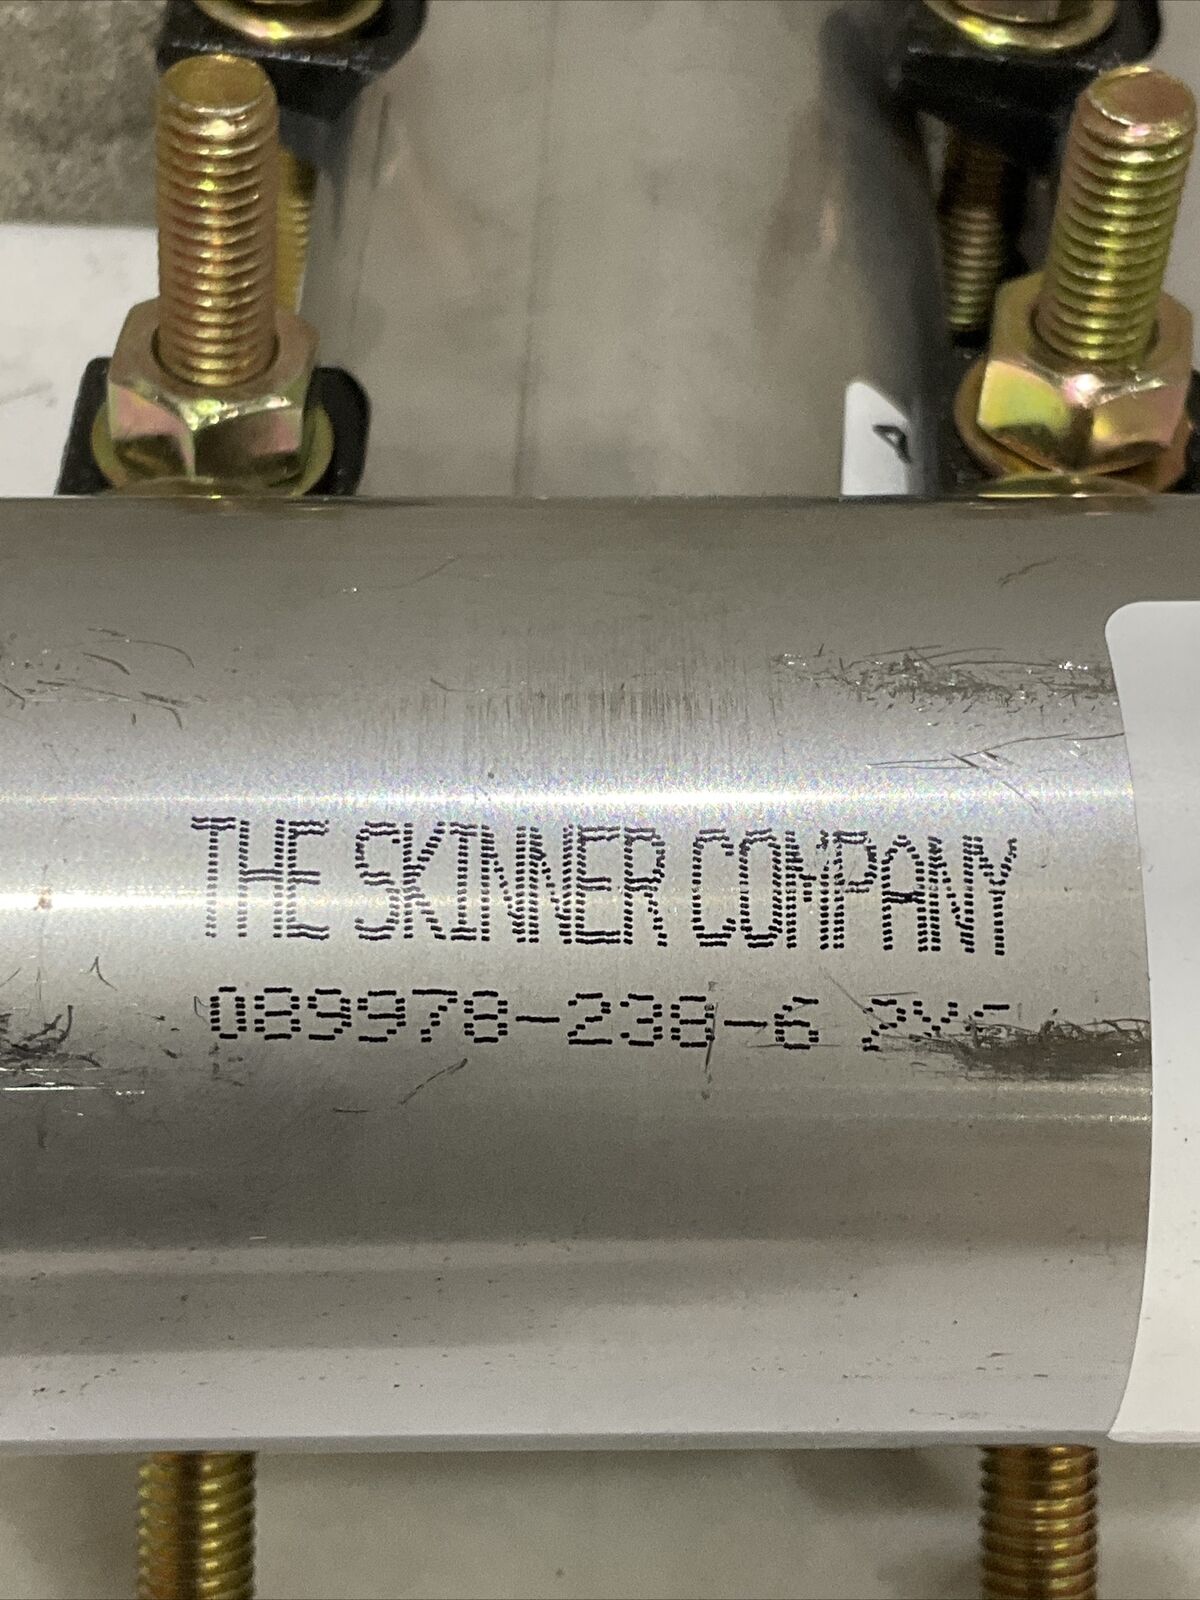 THE SKINNER COMPANY
089978-238-6